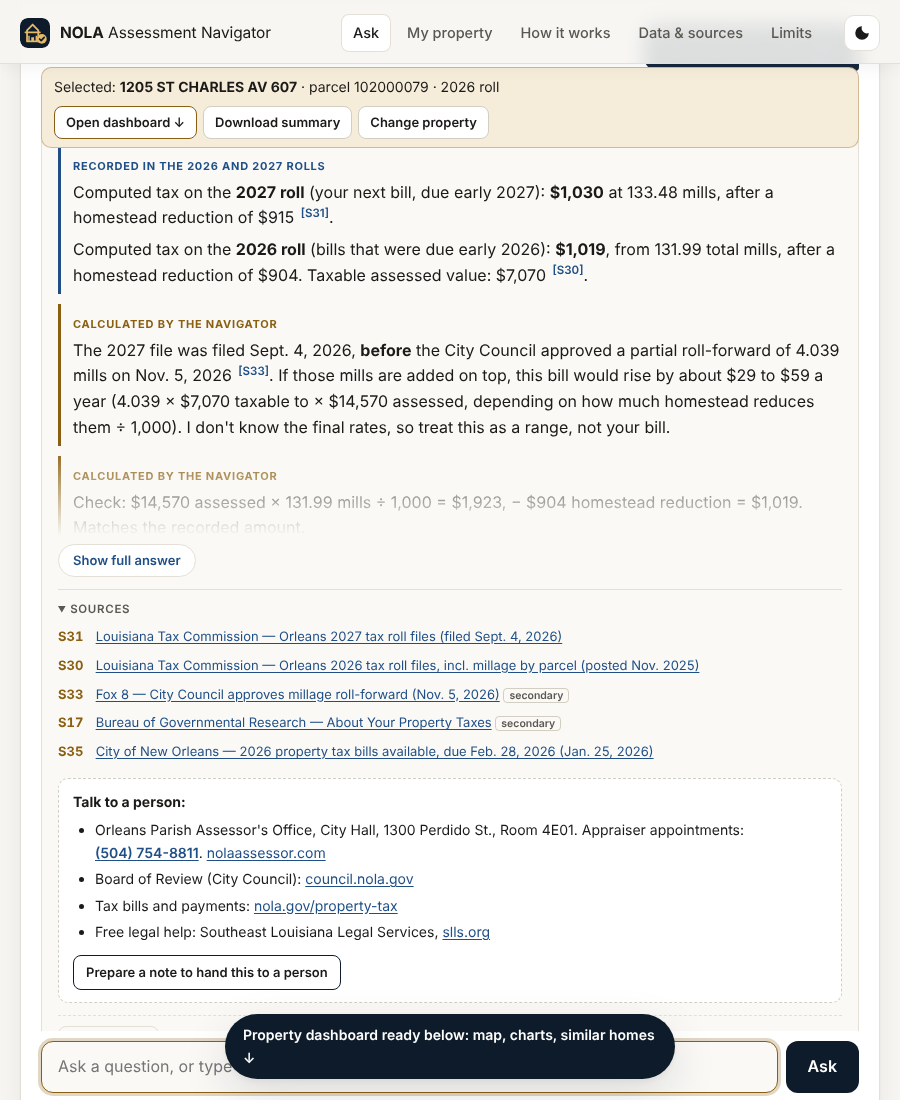 NOLA Assessment Navigator
Ask
My property
How it works
Data & sources
Limits
Selected: 1205 ST CHARLES AV 607 · parcel 102000079 · 2026 roll
Open dashboard ↓
Download summary
Change property
RECORDED IN THE 2026 AND 2027 ROLLS
Computed tax on the 2027 roll (your next bill, due early 2027): $1,030 at 133.48 mills, after a
homestead reduction of $915 [S31].
Computed tax on the 2026 roll (bills that were due early 2026): $1,019, from 131.99 total mills, after a
homestead reduction of $904. Taxable assessed value: $7,070 [S30].
CALCULATED BY THE NAVIGATOR
The 2027 file was filed Sept. 4, 2026, before the City Council approved a partial roll-forward of 4.039
mills on Nov. 5, 2026 [S33]. If those mills are added on top, this bill would rise by about $29 to $59 a
year (4.039 × $7,070 taxable to × $14,570 assessed, depending on how much homestead reduces
them ÷ 1,000). I don't know the final rates, so treat this as a range, not your bill.
CALCULATED BY THE NAVIGATOR
Check: $14,570 assessed × 131.99 mills ÷ 1,000 = $1,923, − $904 homestead reduction = $1,019.
Matches the recorded amount.
Show full answer
▼ SOURCES
S31 Louisiana Tax Commission — Orleans 2027 tax roll files (filed Sept. 4, 2026)
S30 Louisiana Tax Commission — Orleans 2026 tax roll files, incl. millage by parcel (posted Nov. 2025)
S33 Fox 8 — City Council approves millage roll-forward (Nov. 5, 2026) secondary
S17 Bureau of Governmental Research — About Your Property Taxes secondary
S35 City of New Orleans — 2026 property tax bills available, due Feb. 28, 2026 (Jan. 25, 2026)
Talk to a person:
• Orleans Parish Assessor's Office, City Hall, 1300 Perdido St., Room 4E01. Appraiser appointments:
(504) 754-8811. nolaassessor.com
• Board of Review (City Council): council.nola.gov
• Tax bills and payments: nola.gov/property-tax
• Free legal help: Southeast Louisiana Legal Services, slls.org
Prepare a note to hand this to a person
Property dashboard ready below: map, charts, similar homes
↓
Ask a question, or type
Ask